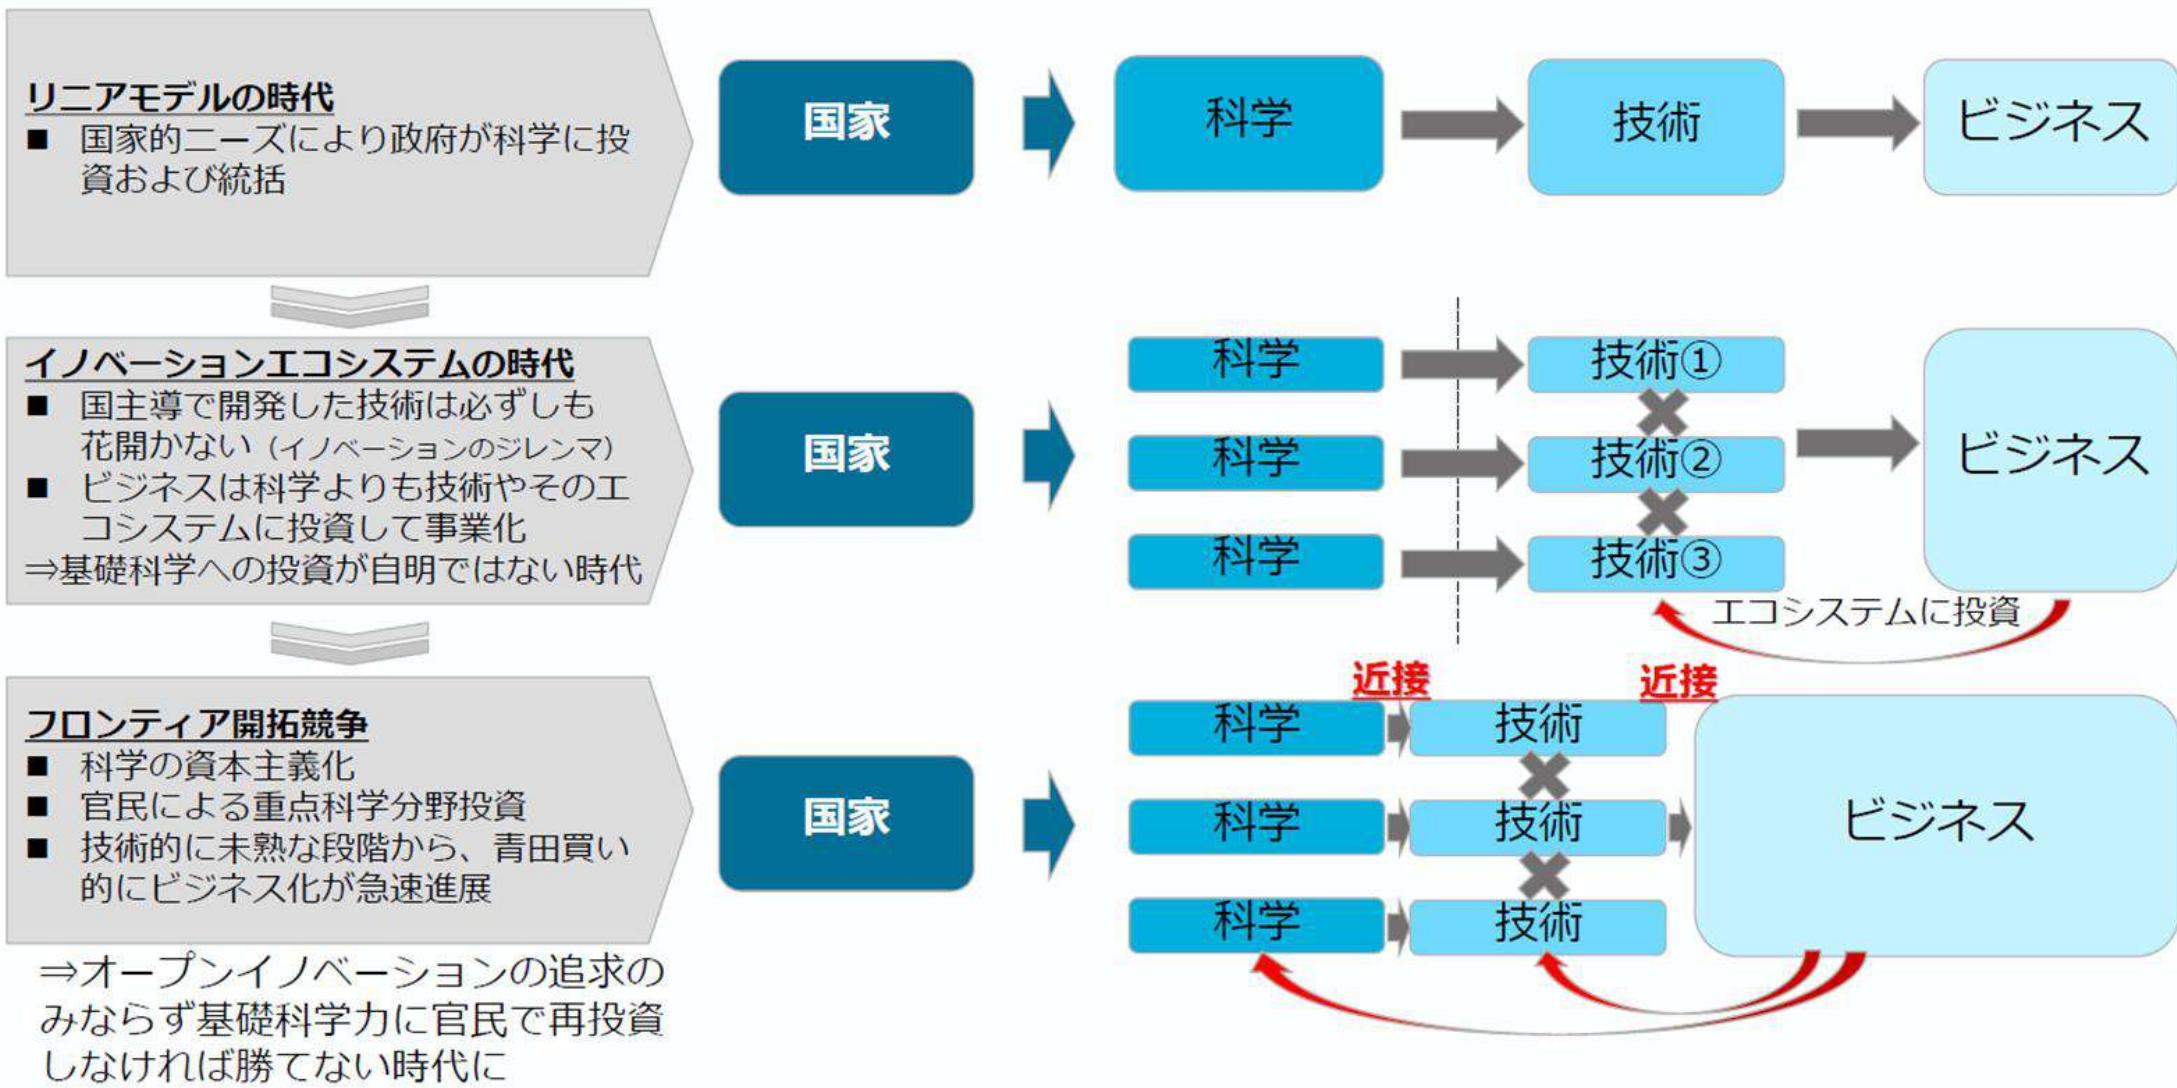 リニアモデルの時代
■ 国家的ニーズにより政府が科学に投
資および統括
国家
科学
技術
ビジネス
イノベーションエコシステムの時代
■ 国主導で開発した技術は必ずしも
花開かない（イノベーションのジレンマ）
■ ビジネスは科学よりも技術やそのエ
コシステムに投資して事業化
⇒基礎科学への投資が自明ではない時代
国家
科学
技術①
科学
技術②
科学
技術③
ビジネス
エコシステムに投資
フロンティア開拓競争
■ 科学の資本主義化
■ 官民による重点科学分野投資
■ 技術的に未熟な段階から、青田買い
的にビジネス化が急速進展
国家
近接
近接
科学
技術
科学
技術
科学
技術
ビジネス
⇒オープンイノベーションの追求の
みならず基礎科学力に官民で再投資
しなければ勝てない時代に